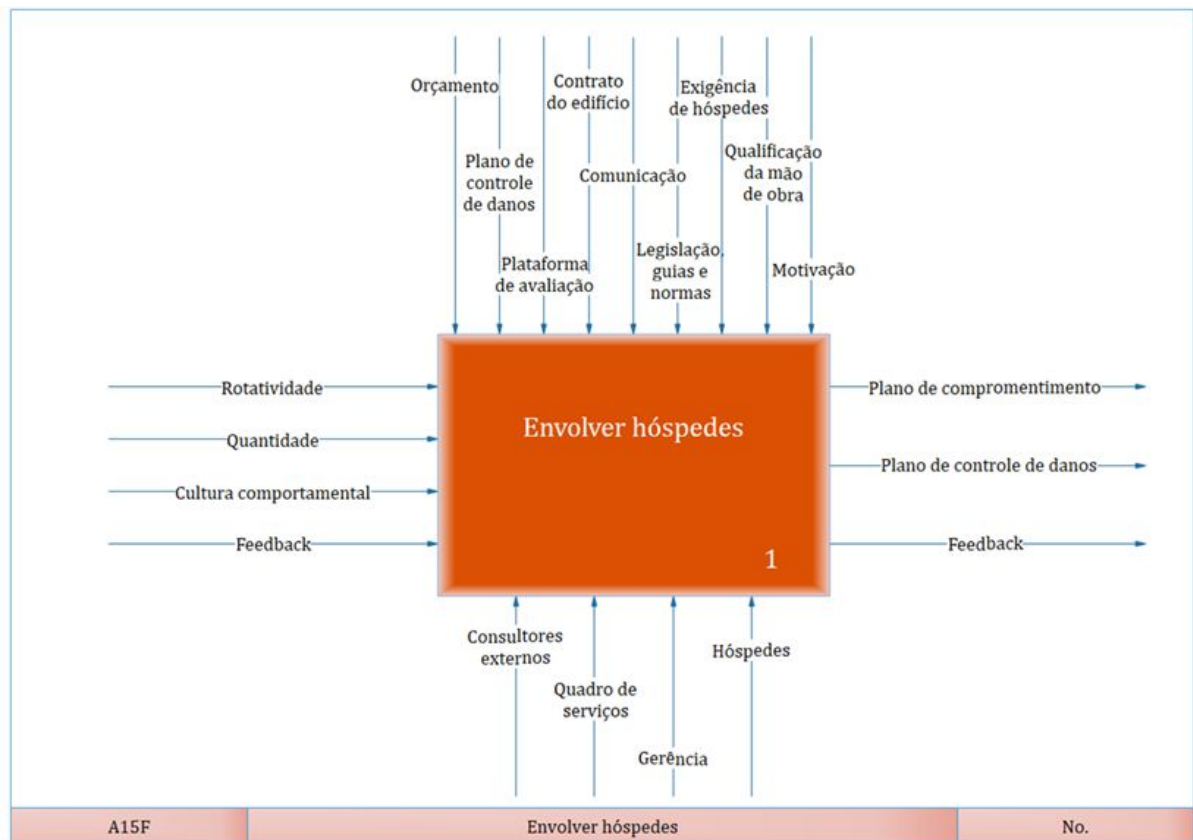 Orçamento
Contrato
do edifício
Exigência
de hóspedes
Plano de
controle
de danos
Comunicação
Qualificação
da mão
de obra
Plataforma
de avaliação
Legislação,
guias e
normas
Motivação
Rotatividade
Quantidade
Cultura comportamental
Feedback
Envolver hóspedes
1
Plano de compromentimento
Plano de controle de danos
Feedback
Consultores
externos
Quadro de
serviços
Gerência
Hóspedes
A15F
Envolver hóspedes
No.